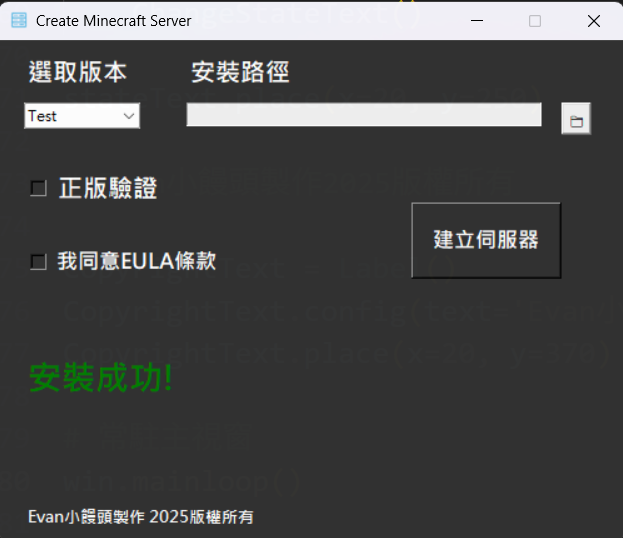 Create Minecraft Server
選取版本 安裝路徑
Test
正版驗證
建立伺服器
我同意EULA條款
安裝成功!
win.mainloop()
Evan小饅頭製作 2025版權所有